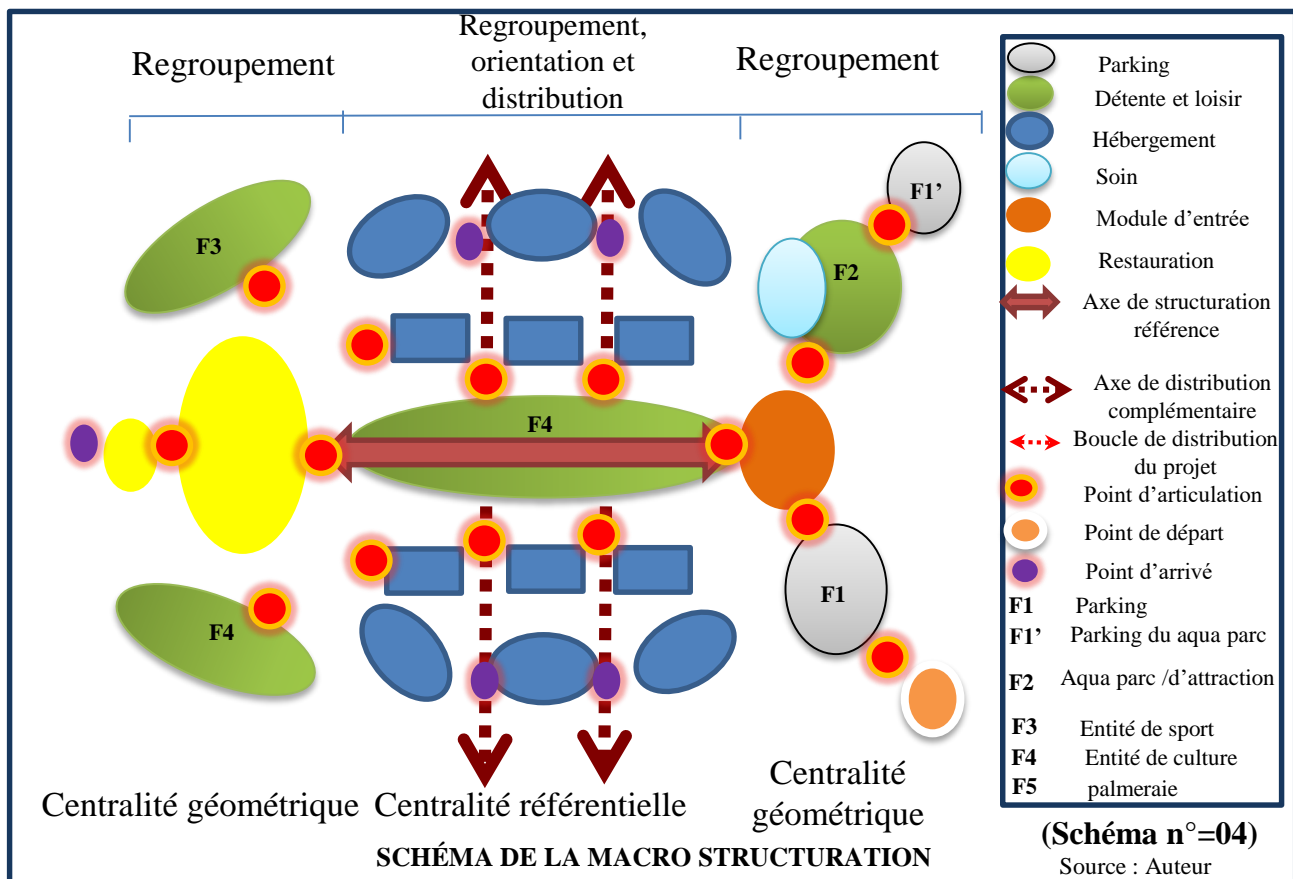 Regroupement
Regroupement,
orientation et
distribution
Regroupement
F3
F4
F4
F2
F1’
F1
Centralité géométrique
Centralité référentielle
Centralité
géométrique
SCHÉMA DE LA MACRO STRUCTURATION
Parking
Détente et loisir
Hébergement
Soin
Module d’entrée
Restauration
Axe de structuration
référence
Axe de distribution
complémentaire
Boucle de distribution
du projet
Point d’articulation
Point de départ
Point d’arrivé
F1 Parking
F1’ Parking du aqua parc
F2 Aqua parc /d’attraction
F3 Entité de sport
F4 Entité de culture
F5 palmeraie
(Schéma n°=04)
Source : Auteur